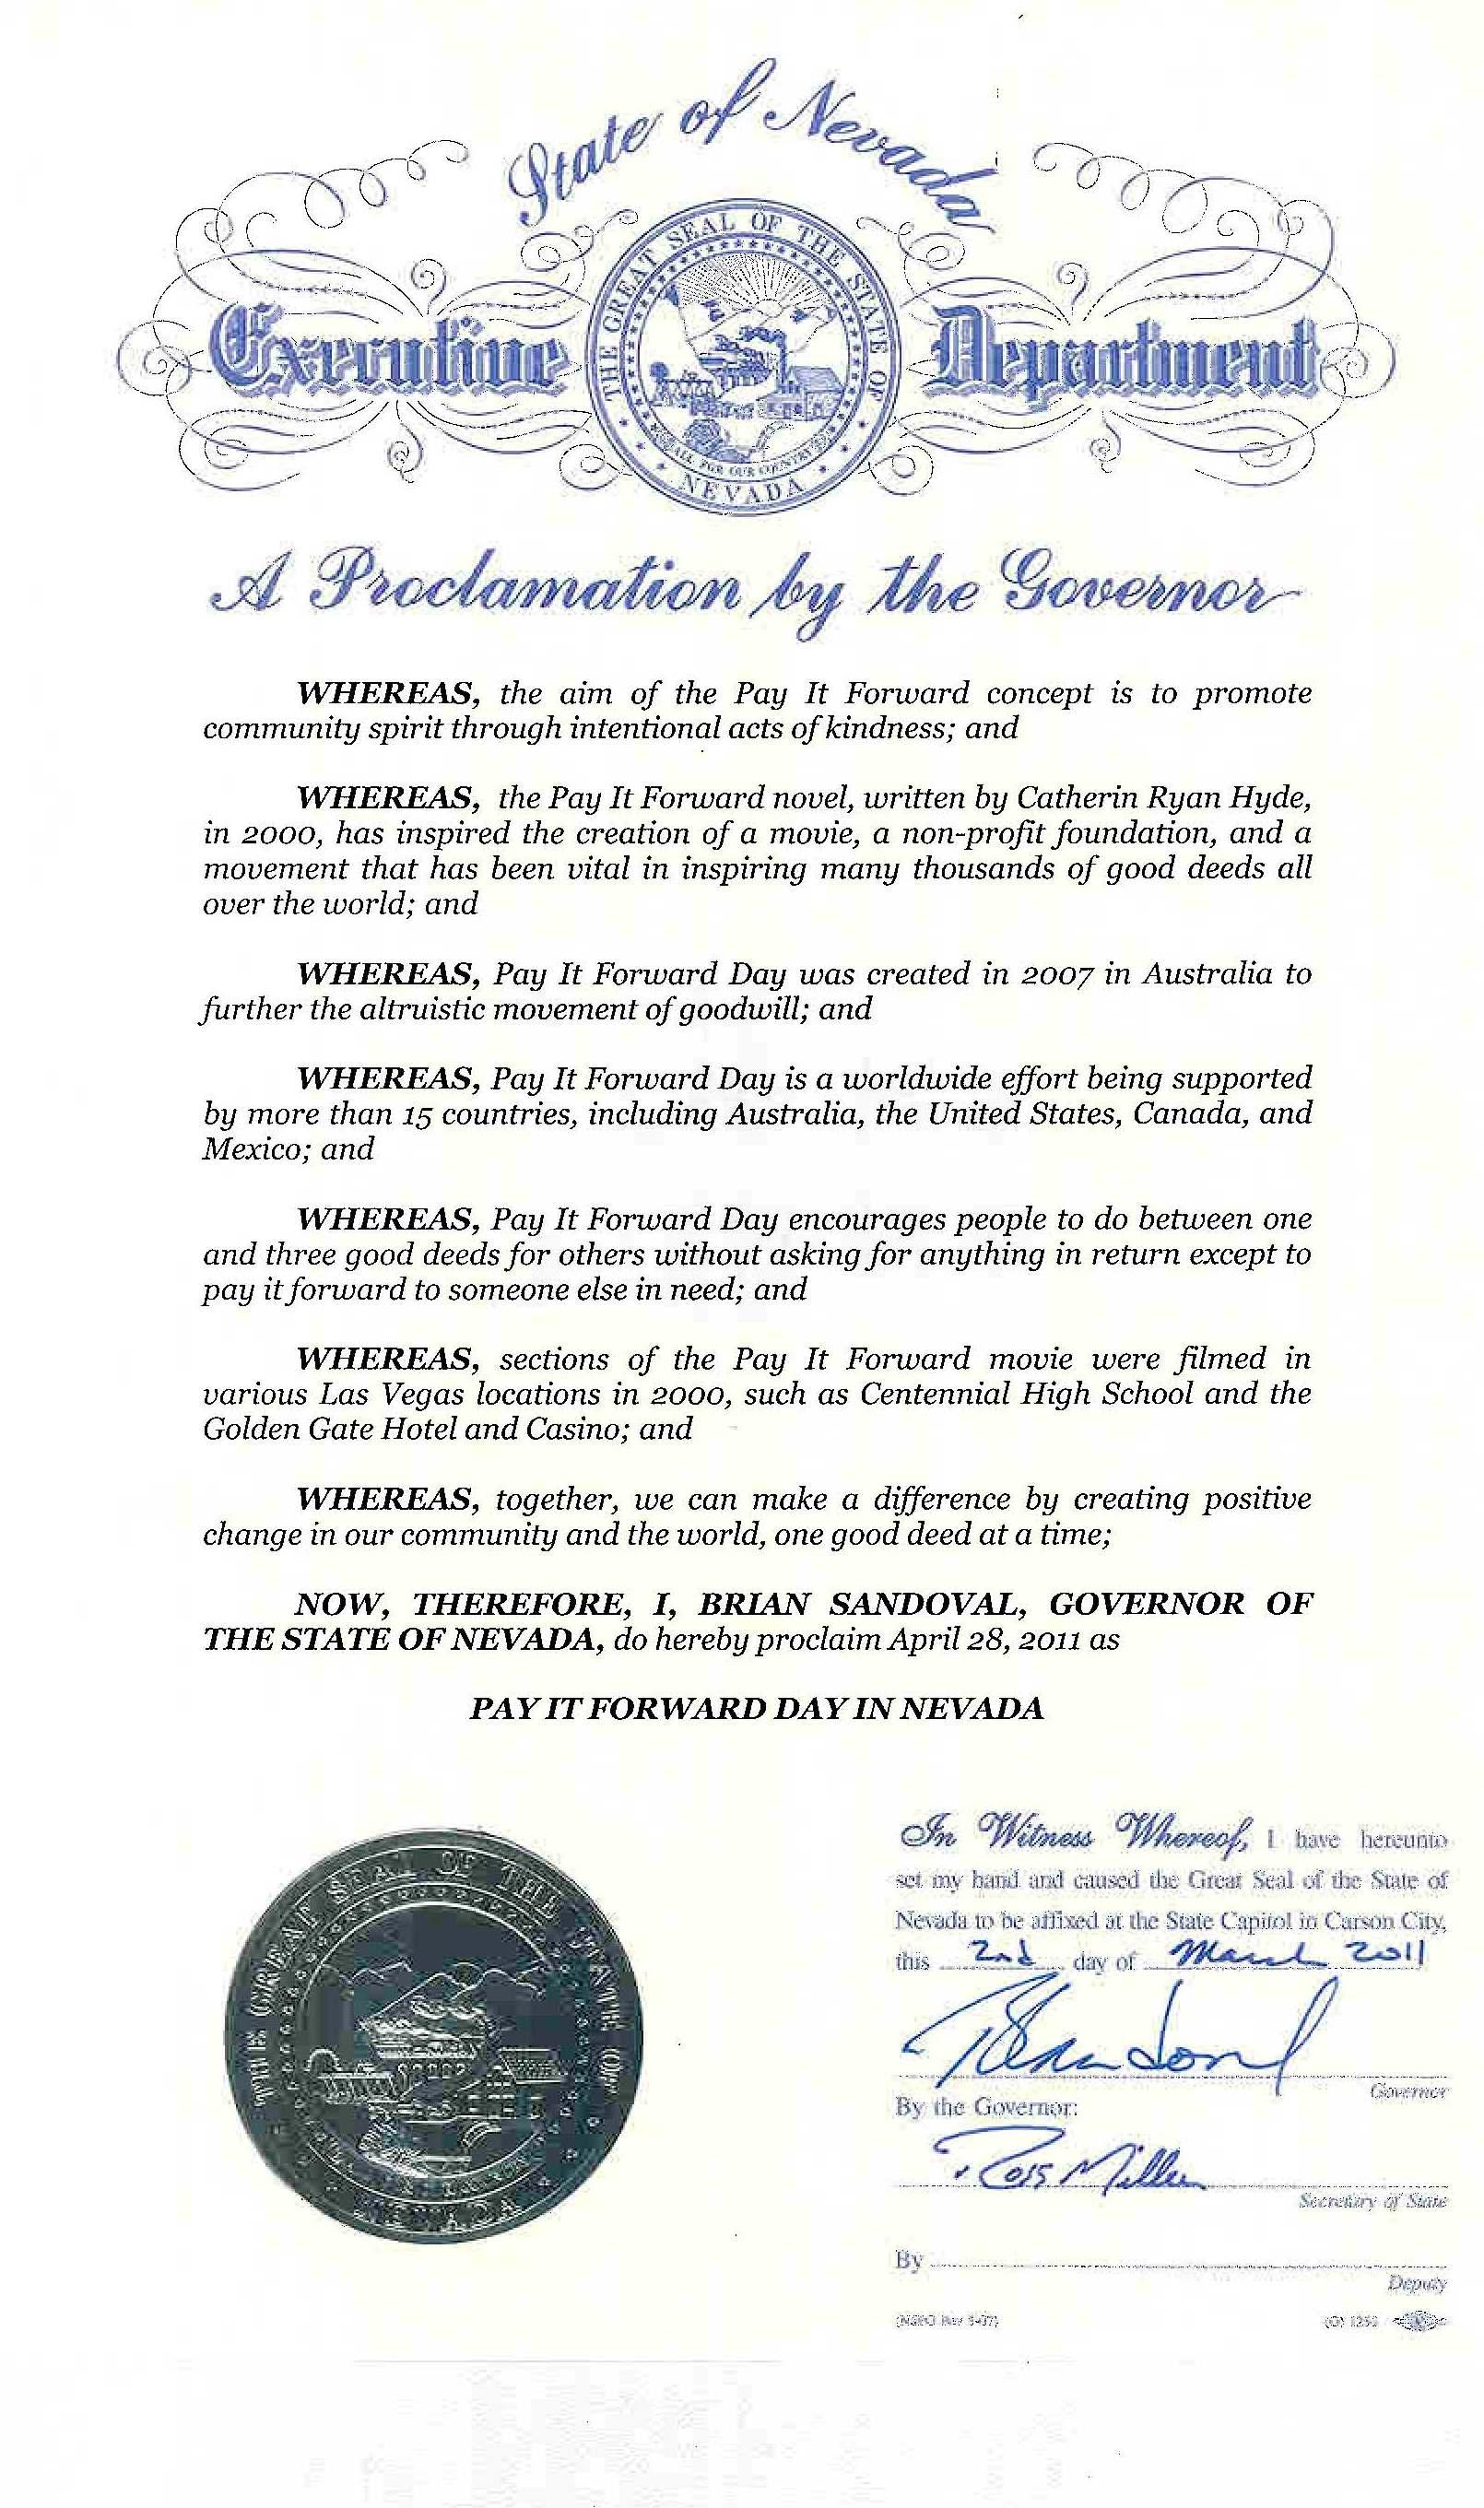 State of Nevada
Executive Department
THE GREAT SEAL OF THE STATE OF NEVADA
ALL FOR OUR COUNTRY
A Proclamation by the Governor
WHEREAS, the aim of the Pay It Forward concept is to promote
community spirit through intentional acts of kindness; and
WHEREAS, the Pay It Forward novel, written by Catherin Ryan Hyde,
in 2000, has inspired the creation of a movie, a non-profit foundation, and a
movement that has been vital in inspiring many thousands of good deeds all
over the world; and
WHEREAS, Pay It Forward Day was created in 2007 in Australia to
further the altruistic movement of goodwill; and
WHEREAS, Pay It Forward Day is a worldwide effort being supported
by more than 15 countries, including Australia, the United States, Canada, and
Mexico; and
WHEREAS, Pay It Forward Day encourages people to do between one
and three good deeds for others without asking for anything in return except to
pay it forward to someone else in need; and
WHEREAS, sections of the Pay It Forward movie were filmed in
various Las Vegas locations in 2000, such as Centennial High School and the
Golden Gate Hotel and Casino; and
WHEREAS, together, we can make a difference by creating positive
change in our community and the world, one good deed at a time;
NOW, THEREFORE, I, BRIAN SANDOVAL, GOVERNOR OF
THE STATE OF NEVADA, do hereby proclaim April 28, 2011 as
PAY IT FORWARD DAY IN NEVADA
THE GREAT SEAL OF THE STATE OF NEVADA
In Witness Whereof, I have hereunto
set my hand and caused the Great Seal of the State of
Nevada to be affixed at the State Capitol in Carson City,
this 2nd day of March 2011
Governor
By the Governor:
Ross Miller
Secretary of State
By
Deputy